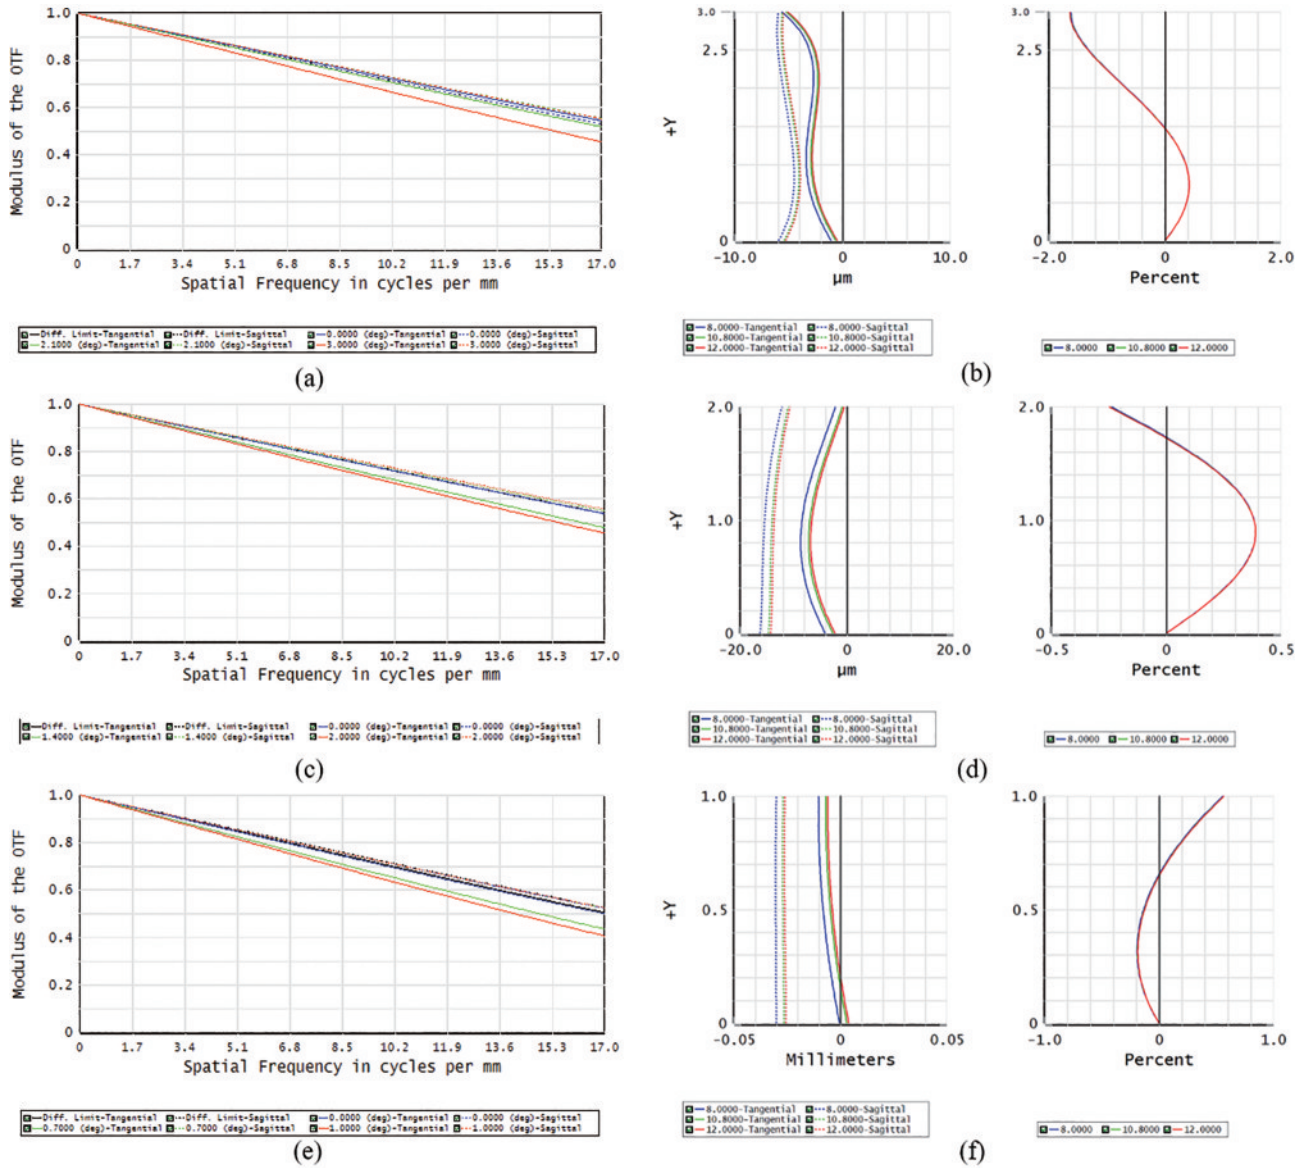 Modulus of the OTF
1.0
0.8
0.6
0.4
0.2
0
0 1.7 3.4 5.1 6.8 8.5 10.2 11.9 13.6 15.3 17.0
Spatial Frequency in cycles per mm
Diff. Limit-Tangential Diff. Limit-Sagittal 0.0000 (deg)-Tangential 0.0000 (deg)-Sagittal
2.1000 (deg)-Tangential 2.1000 (deg)-Sagittal 3.0000 (deg)-Tangential 3.0000 (deg)-Sagittal
(a)
+Y
3.0
2.5
0
-10.0 0 10.0
µm
3.0
2.5
0
-2.0 0 2.0
Percent
8.0000-Tangential 8.0000-Sagittal
10.8000-Tangential 10.8000-Sagittal
12.0000-Tangential 12.0000-Sagittal
8.0000 10.8000 12.0000
(b)
Modulus of the OTF
1.0
0.8
0.6
0.4
0.2
0
0 1.7 3.4 5.1 6.8 8.5 10.2 11.9 13.6 15.3 17.0
Spatial Frequency in cycles per mm
Diff. Limit-Tangential Diff. Limit-Sagittal 0.0000 (deg)-Tangential 0.0000 (deg)-Sagittal
1.4000 (deg)-Tangential 1.4000 (deg)-Sagittal 2.0000 (deg)-Tangential 2.0000 (deg)-Sagittal
(c)
+Y
2.0
1.0
0
-20.0 0 20.0
µm
2.0
1.0
0
-0.5 0 0.5
Percent
8.0000-Tangential 8.0000-Sagittal
10.8000-Tangential 10.8000-Sagittal
12.0000-Tangential 12.0000-Sagittal
8.0000 10.8000 12.0000
(d)
Modulus of the OTF
1.0
0.8
0.6
0.4
0.2
0
0 1.7 3.4 5.1 6.8 8.5 10.2 11.9 13.6 15.3 17.0
Spatial Frequency in cycles per mm
Diff. Limit-Tangential Diff. Limit-Sagittal 0.0000 (deg)-Tangential 0.0000 (deg)-Sagittal
0.7000 (deg)-Tangential 0.7000 (deg)-Sagittal 1.0000 (deg)-Tangential 1.0000 (deg)-Sagittal
(e)
+Y
1.0
0.5
0
-0.05 0 0.05
Millimeters
1.0
0.5
0
-1.0 0 1.0
Percent
8.0000-Tangential 8.0000-Sagittal
10.8000-Tangential 10.8000-Sagittal
12.0000-Tangential 12.0000-Sagittal
8.0000 10.8000 12.0000
(f)